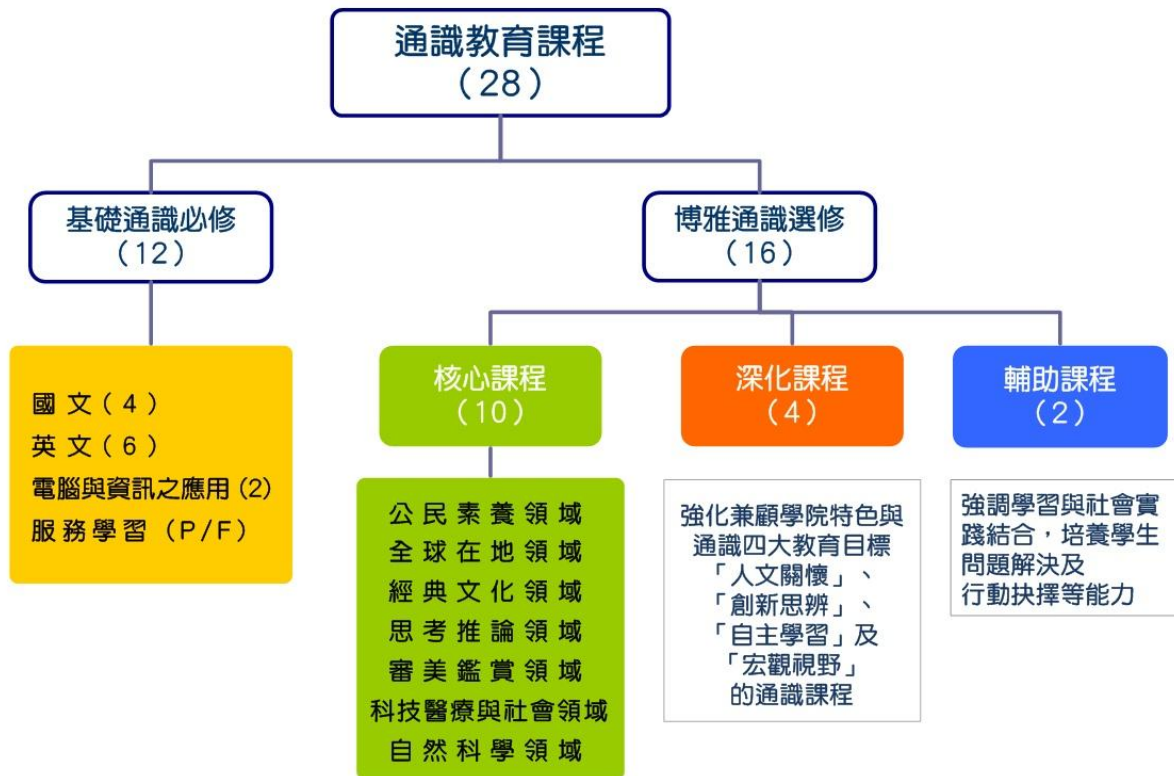 通識教育課程
（28）
基礎通識必修
（12）
博雅通識選修
（16）
國文（4）
英文（6）
電腦與資訊之應用(2)
服務學習（P/F）
核心課程
（10）
公民素養領域
全球在地領域
經典文化領域
思考推論領域
審美鑑賞領域
科技醫療與社會領域
自然科學領域
深化課程
（4）
強化兼顧學院特色與
通識四大教育目標
「人文關懷」、
「創新思辨」、
「自主學習」及
「宏觀視野」
的通識課程
輔助課程
（2）
強調學習與社會實
踐結合，培養學生
問題解決及
行動抉擇等能力